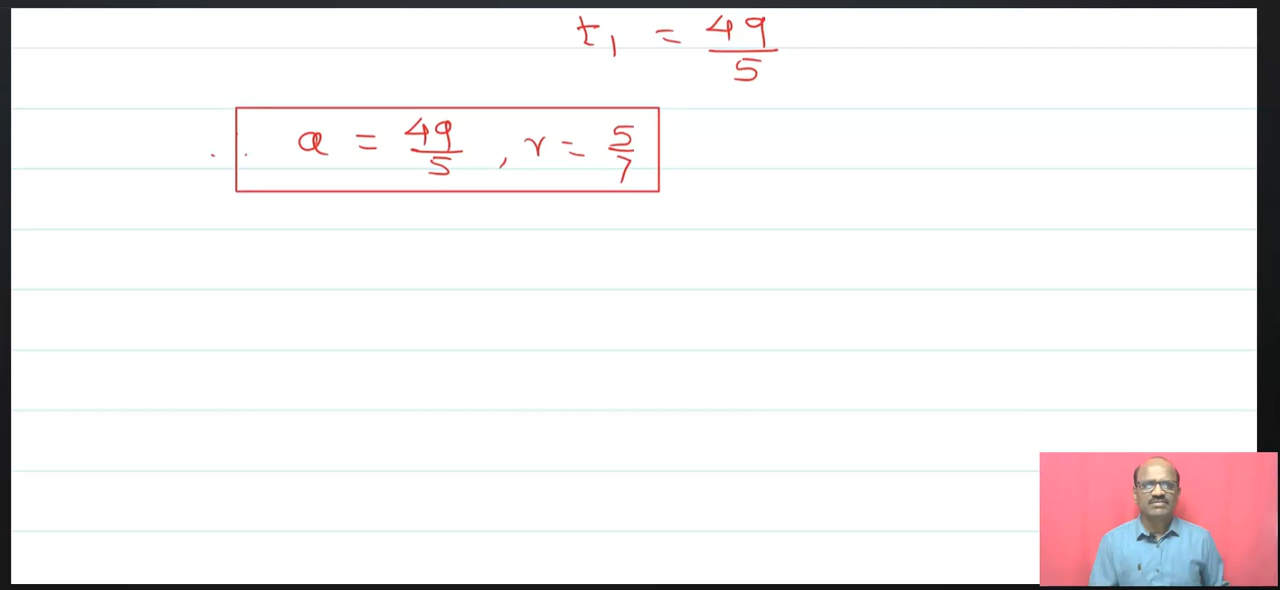 t₁ = 49/5
∴ a = 49/5 , r = 5/7